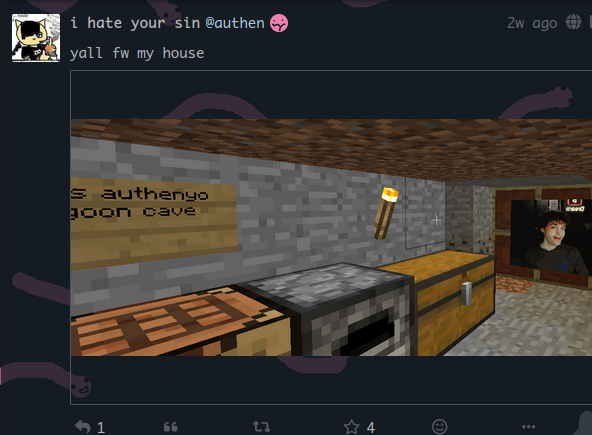 i hate your sin @authen
2w ago
yall fw my house
s authenyo
goon cave
1
4